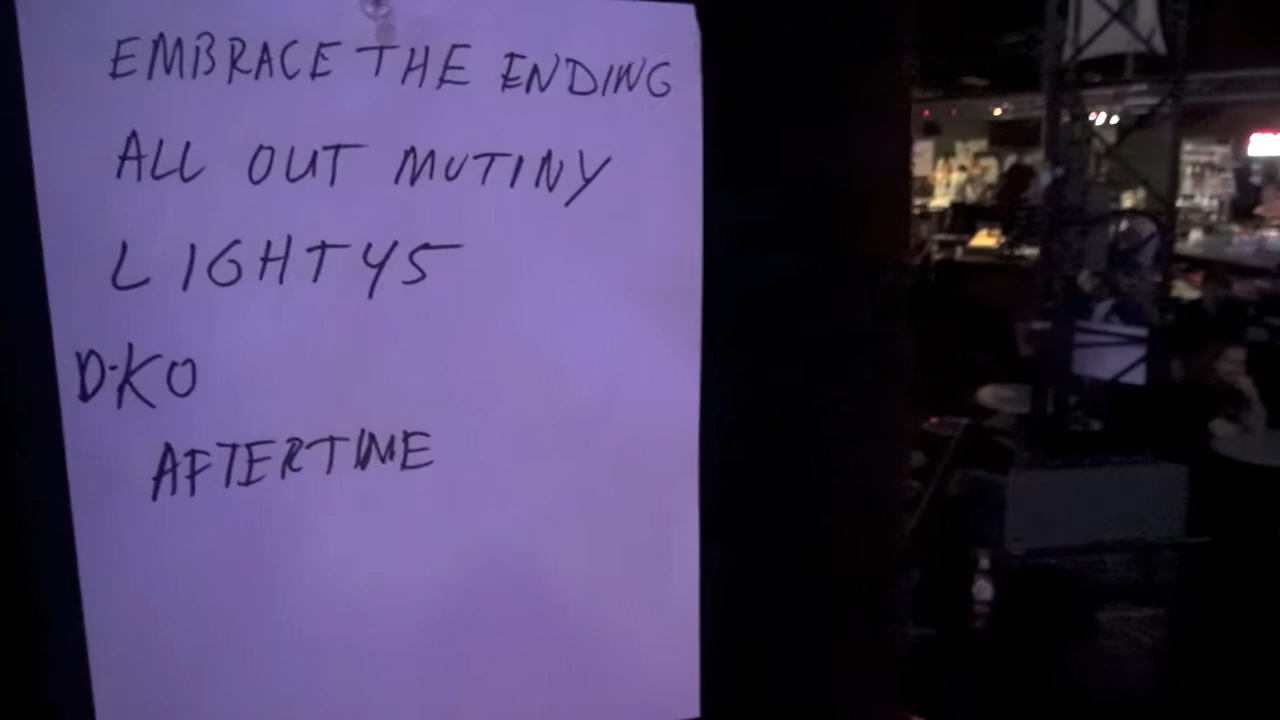 EMBRACE THE ENDING
ALL OUT MUTINY
LIGHTY5
D-KO
AFTERTIME